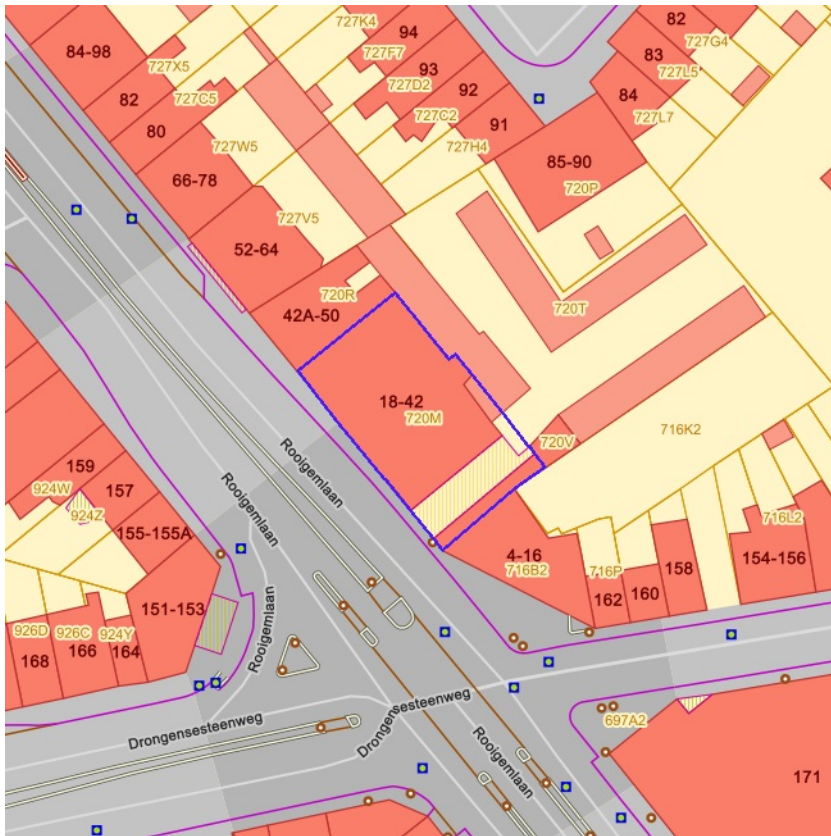 727K4
94
82
727G4
84-98
727F7
83
727X5
93
727L5
727D2
82
727C5
92
84
727C2
91
727L7
80
727W5
727H4
85-90
66-78
720P
727V5
52-64
720R
720T
42A-50
18-42
720M
720V
716K2
Rooigemlaan
159
924W
157
Rooigemlaan
924Z
716L2
155-155A
4-16
154-156
716P
716B2
158
160
151-153
162
926D
926C
924Y
168
166
164
Rooigemlaan
Drongensesteenweg
Drongensesteenweg
697A2
Rooigemlaan
171